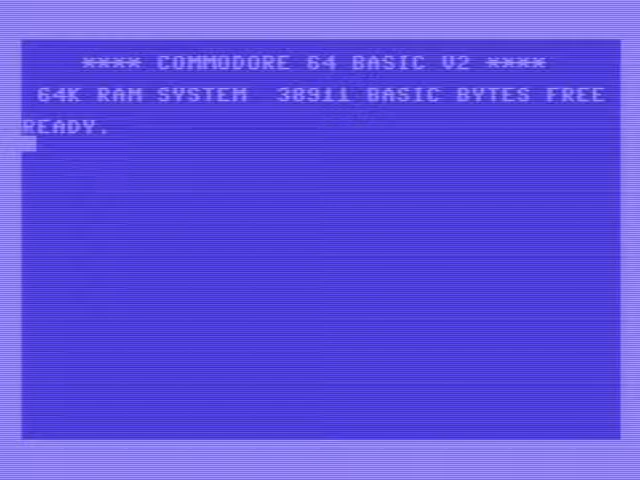 **** COMMODORE 64 BASIC V2 ****
64K RAM SYSTEM  38911 BASIC BYTES FREE
READY.